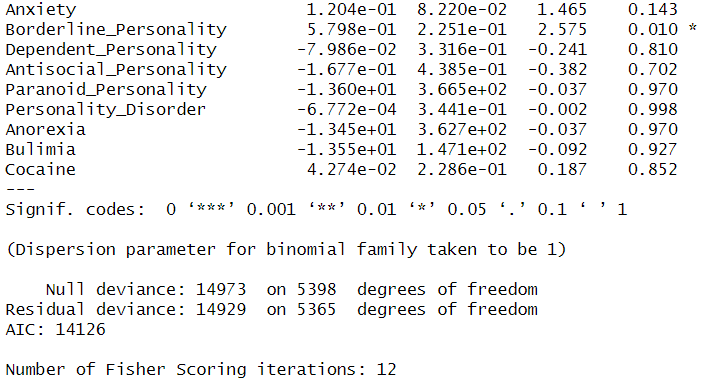 Anxiety 1.204e-01 8.220e-02 1.465 0.143
Borderline_Personality 5.798e-01 2.251e-01 2.575 0.010 *
Dependent_Personality -7.986e-02 3.316e-01 -0.241 0.810
Antisocial_Personality -1.677e-01 4.385e-01 -0.382 0.702
Paranoid_Personality -1.360e+01 3.665e+02 -0.037 0.970
Personality_Disorder -6.772e-04 3.441e-01 -0.002 0.998
Anorexia -1.345e+01 3.627e+02 -0.037 0.970
Bulimia -1.355e+01 1.471e+02 -0.092 0.927
Cocaine 4.274e-02 2.286e-01 0.187 0.852
---
Signif. codes: 0 ‘***’ 0.001 ‘**’ 0.01 ‘*’ 0.05 ‘.’ 0.1 ‘ ’ 1
(Dispersion parameter for binomial family taken to be 1)
Null deviance: 14973 on 5398 degrees of freedom
Residual deviance: 14929 on 5365 degrees of freedom
AIC: 14126
Number of Fisher Scoring iterations: 12